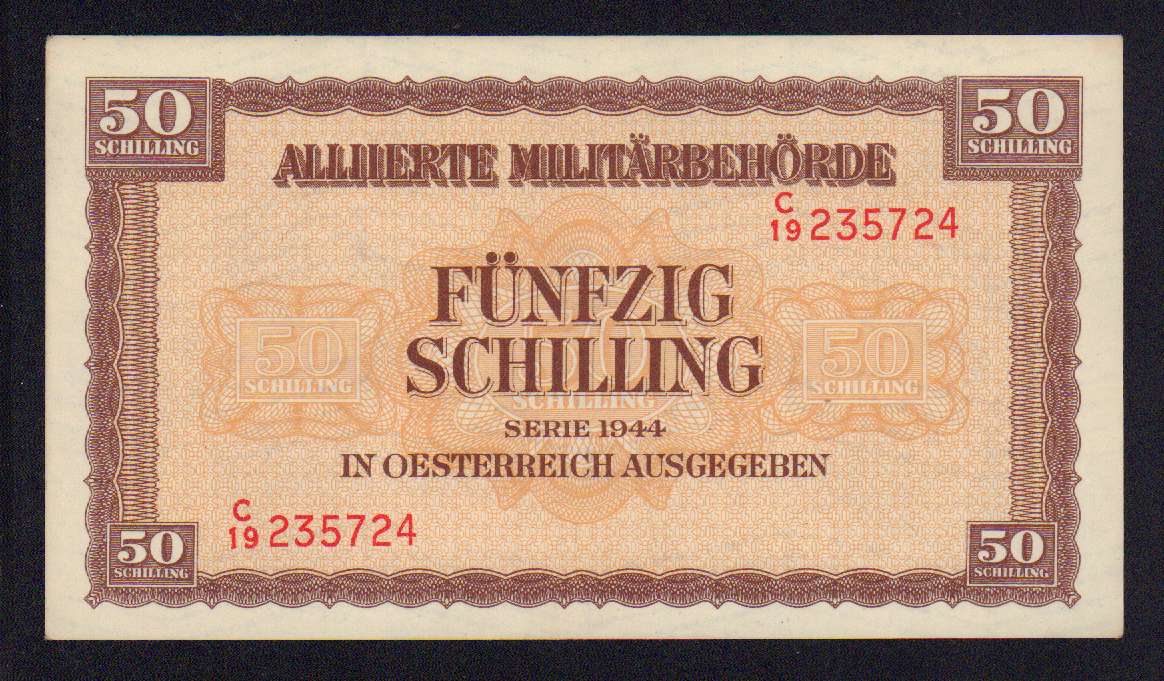 50
SCHILLING
50
SCHILLING
ALLIIERTE MILITÄRBEHÖRDE
C
19 235724
FÜNFZIG
SCHILLING
50
SCHILLING
50
SCHILLING
50
SCHILLING
SERIE 1944
IN OESTERREICH AUSGEGEBEN
C
19 235724
50
SCHILLING
50
SCHILLING